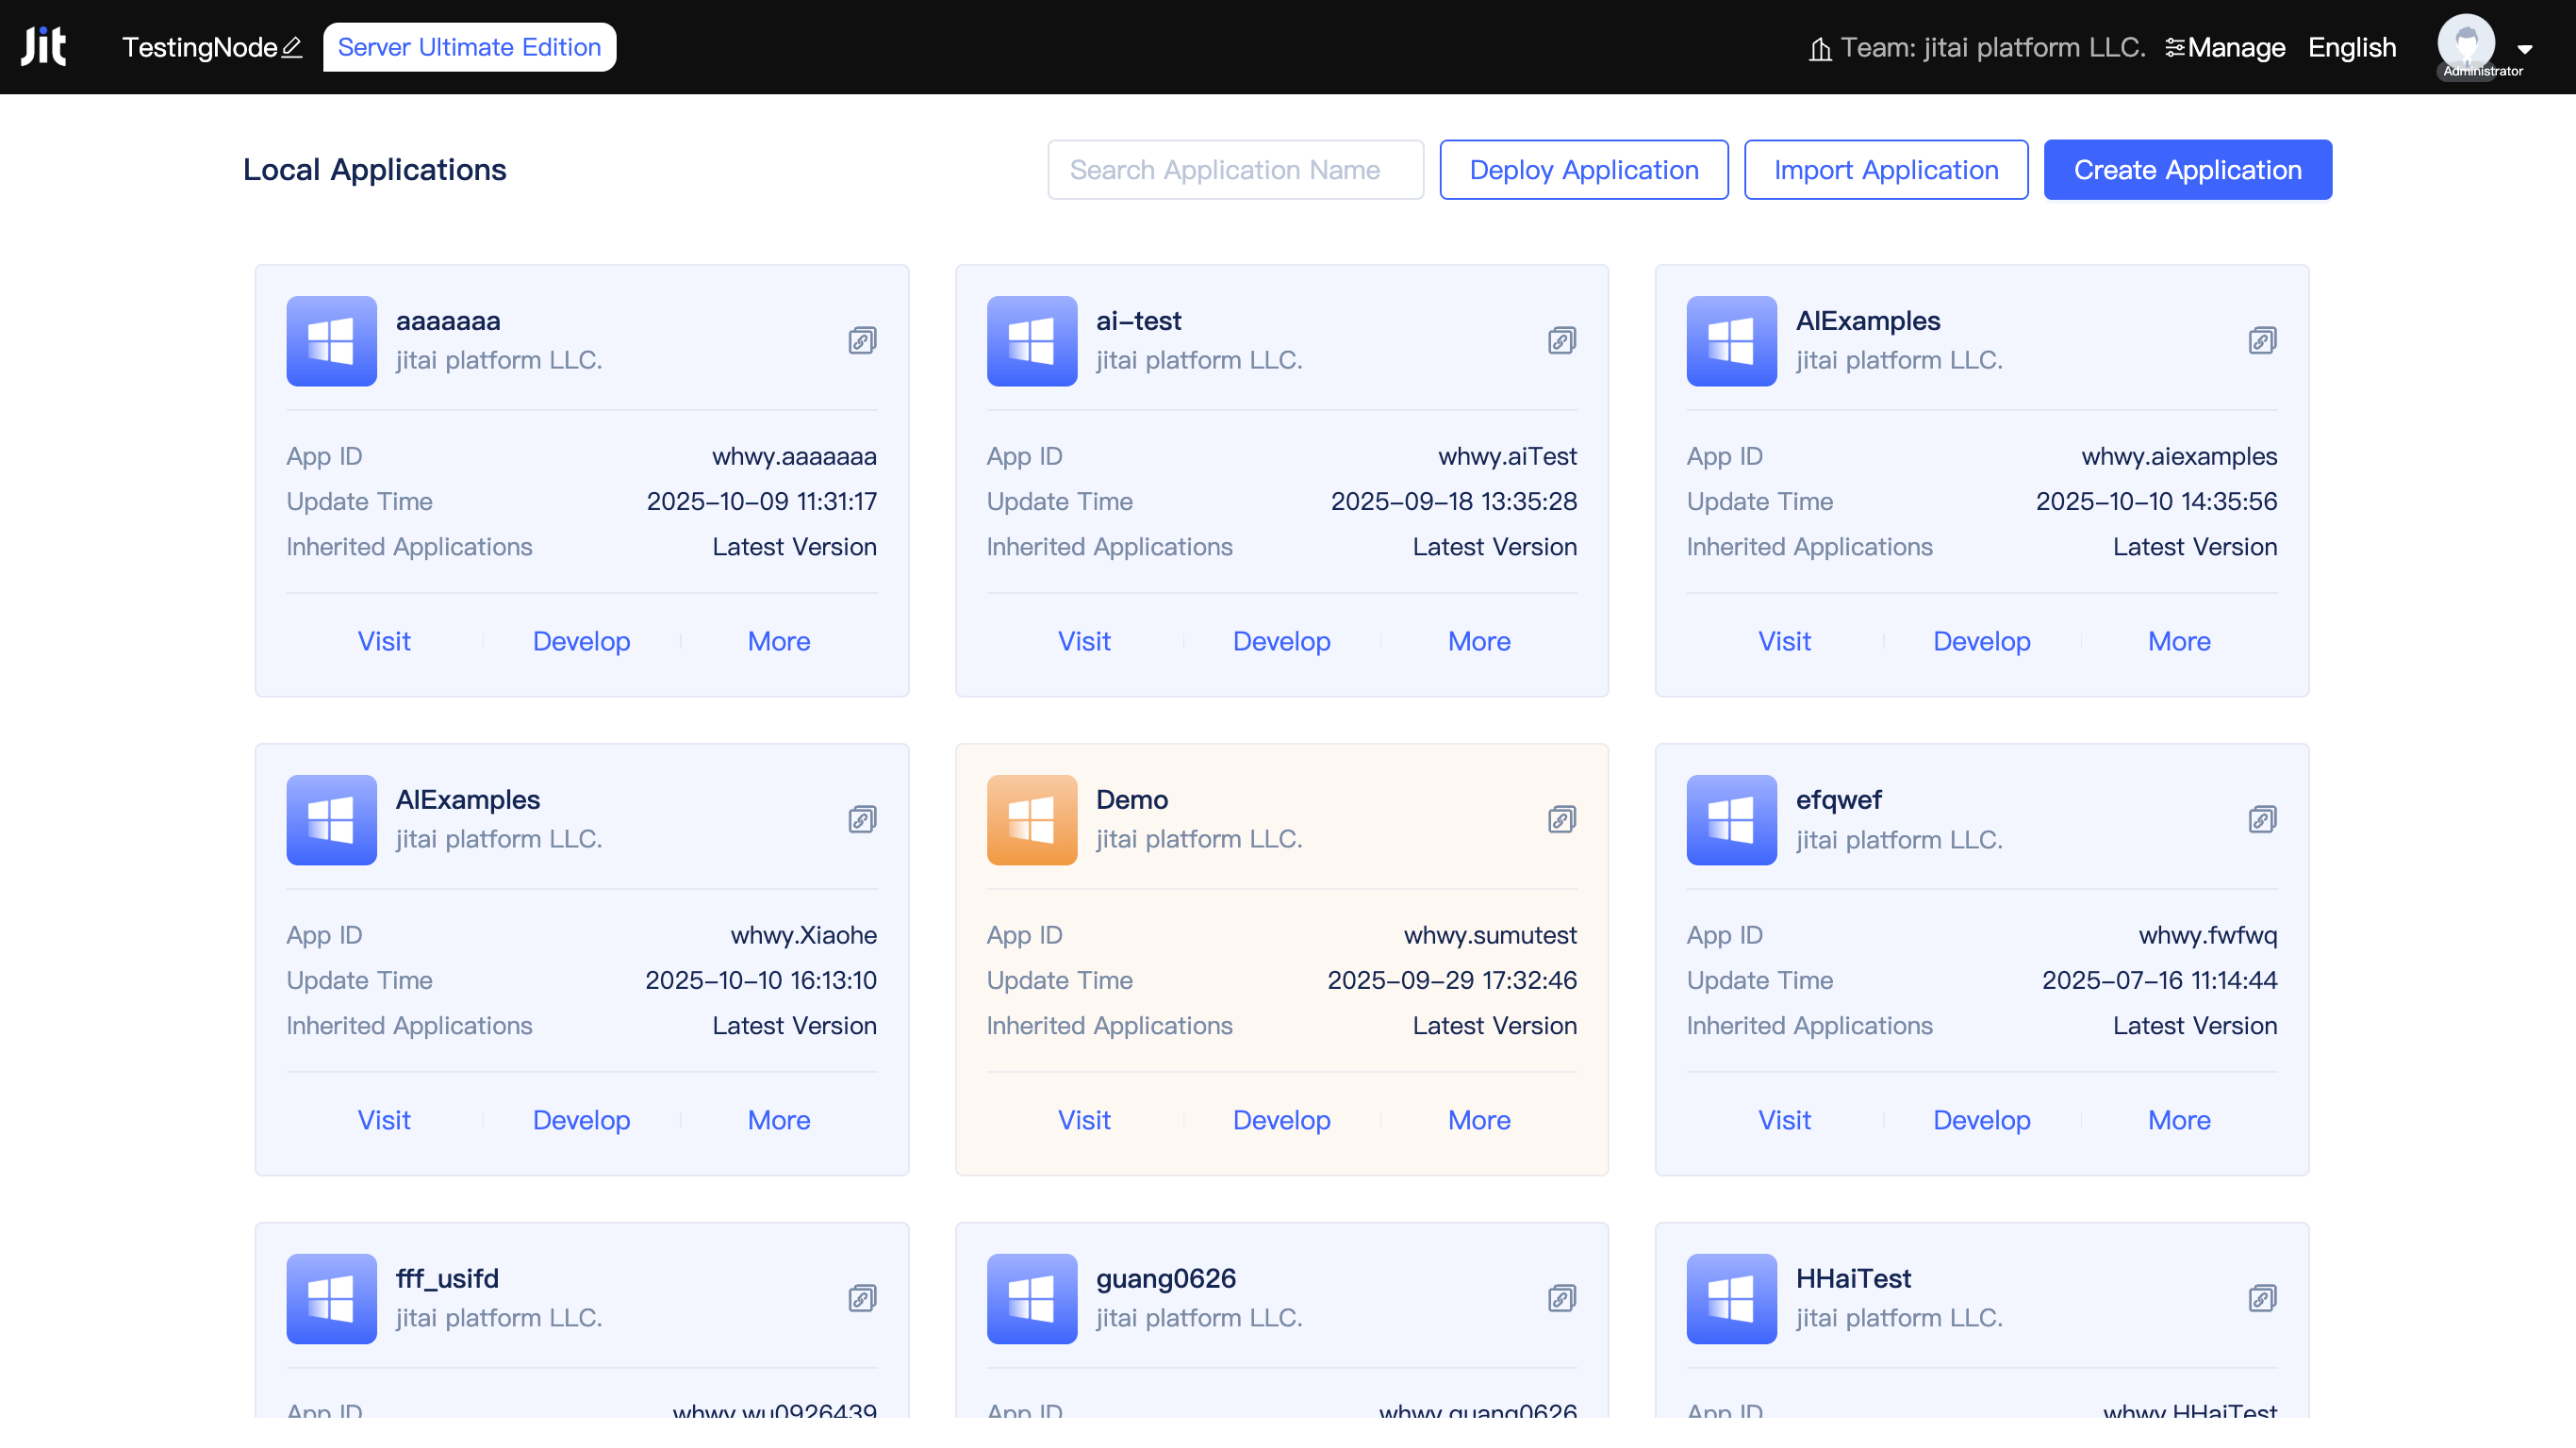 Jit TestingNode Server Ultimate Edition Team: jitai platform LLC. Manage English Administrator
Local Applications Search Application Name Deploy Application Import Application Create Application
aaaaaaa
jitai platform LLC.
App ID whwy.aaaaaaa
Update Time 2025-10-09 11:31:17
Inherited Applications Latest Version
Visit Develop More
ai-test
jitai platform LLC.
App ID whwy.aiTest
Update Time 2025-09-18 13:35:28
Inherited Applications Latest Version
Visit Develop More
AIExamples
jitai platform LLC.
App ID whwy.aiexamples
Update Time 2025-10-10 14:35:56
Inherited Applications Latest Version
Visit Develop More
AIExamples
jitai platform LLC.
App ID whwy.Xiaohe
Update Time 2025-10-10 16:13:10
Inherited Applications Latest Version
Visit Develop More
Demo
jitai platform LLC.
App ID whwy.sumutest
Update Time 2025-09-29 17:32:46
Inherited Applications Latest Version
Visit Develop More
efqwef
jitai platform LLC.
App ID whwy.fwfwq
Update Time 2025-07-16 11:14:44
Inherited Applications Latest Version
Visit Develop More
fff_usifd
jitai platform LLC.
App ID whwy.wu0926439
guang0626
jitai platform LLC.
App ID whwy.guang0626
HHaiTest
jitai platform LLC.
App ID whwy.HHaiTest